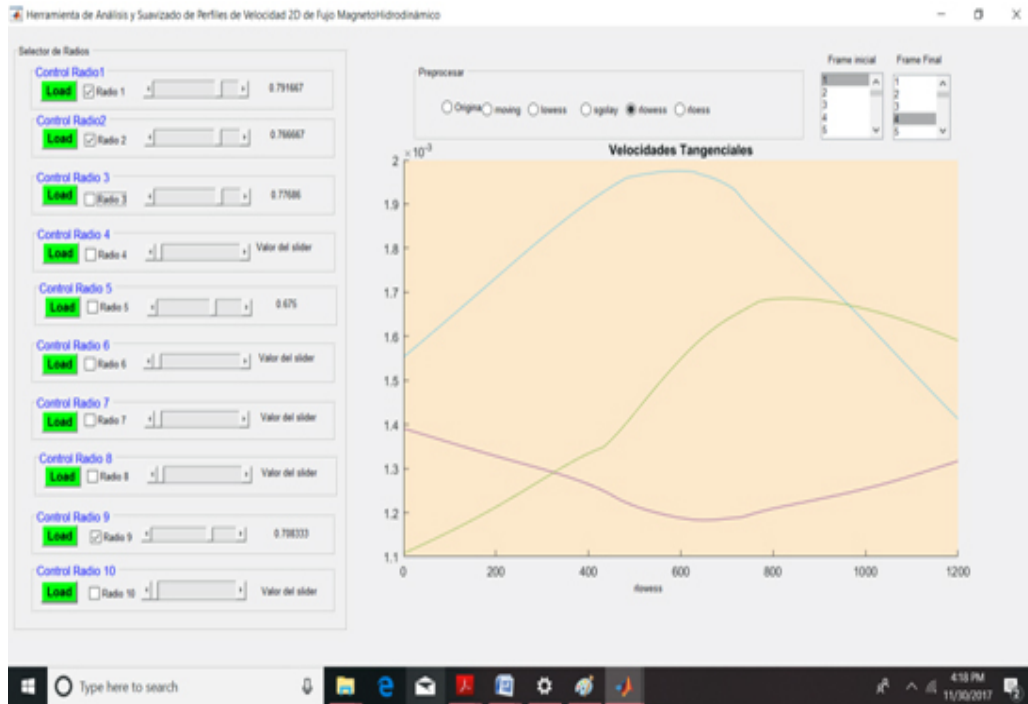 Herramienta de Análisis y Suavizado de Perfiles de Velocidad 2D de Fujo MagnetoHidrodinámico
Selector de Radios
Control Radio1
Load Radio 1 0.791667
Control Radio2
Load Radio 2 0.766667
Control Radio 3
Load Radio 3 0.77686
Control Radio 4
Load Radio 4 Valor del slider
Control Radio 5
Load Radio 5 0.675
Control Radio 6
Load Radio 6 Valor del slider
Control Radio 7
Load Radio 7 Valor del slider
Control Radio 8
Load Radio 8 Valor del slider
Control Radio 9
Load Radio 9 0.708333
Control Radio 10
Load Radio 10 Valor del slider
Preprocesar
Origina moving lowess sgolay rlowess rloess
Frame inicial
1
2
3
4
5
Frame Final
1
2
3
4
5
Velocidades Tangenciales
×10⁻³
2
1.9
1.8
1.7
1.6
1.5
1.4
1.3
1.2
1.1
0 200 400 600 800 1000 1200
rlowess
Type here to search
4:18 PM
11/30/2017